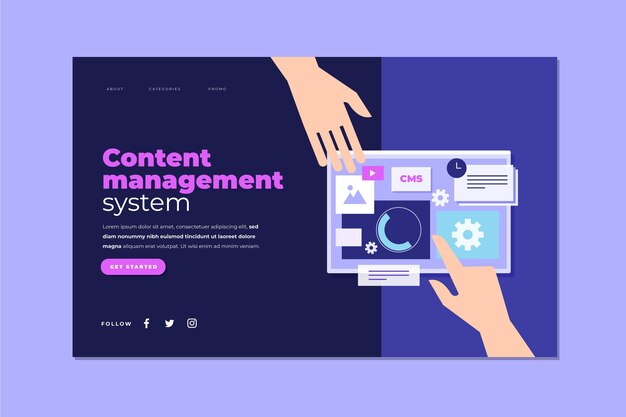 ABOUT CATEGORIES PROMO
Content
management
system
Lorem ipsum dolor sit amet, consectetur adipiscing elit, sed
diam nonummy nibh euismod tincidunt ut laoreet dolore
magna aliquam erat volutpat. Ut wisi enim ad minim veniam
GET STARTED
FOLLOW
CMS